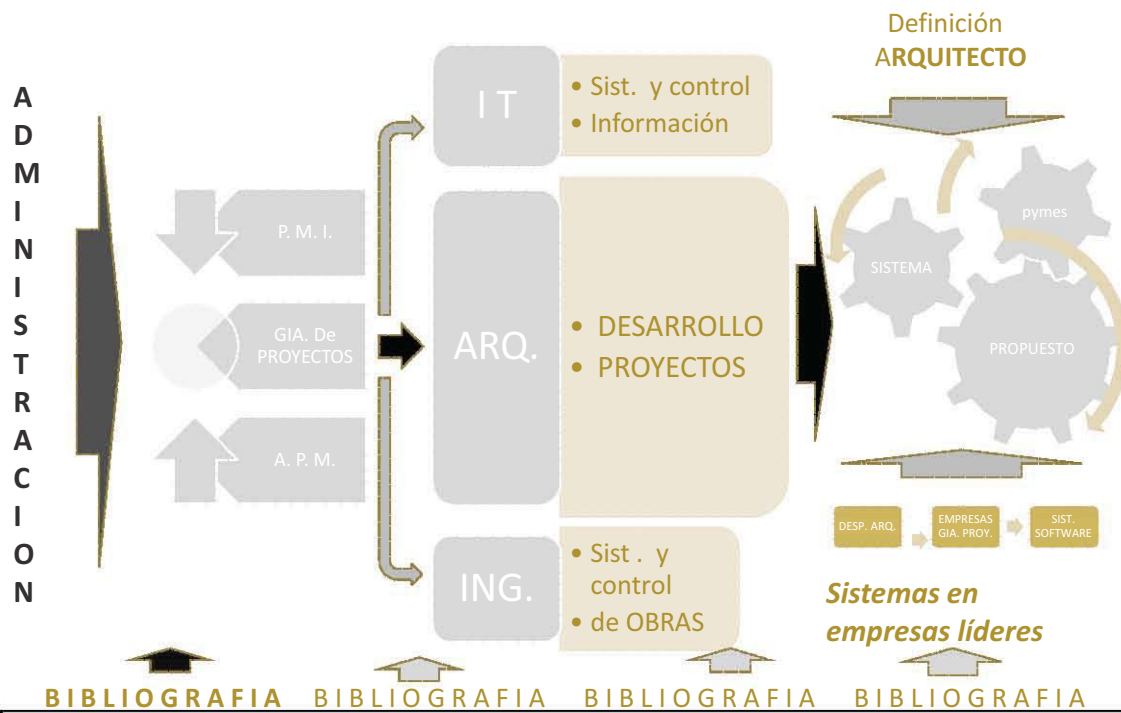 ADMINISTRACION
P. M. I.
GIA. De
PROYECTOS
A. P. M.
I T
• Sist. y control
• Información
ARQ.
• DESARROLLO
• PROYECTOS
ING.
• Sist . y
control
• de OBRAS
Definición
ARQUITECTO
pymes
SISTEMA
PROPUESTO
DESP. ARQ.
EMPRESAS
GIA. PROY.
SIST.
SOFTWARE
Sistemas en
empresas líderes
BIBLIOGRAFIA BIBLIOGRAFIA BIBLIOGRAFIA BIBLIOGRAFIA